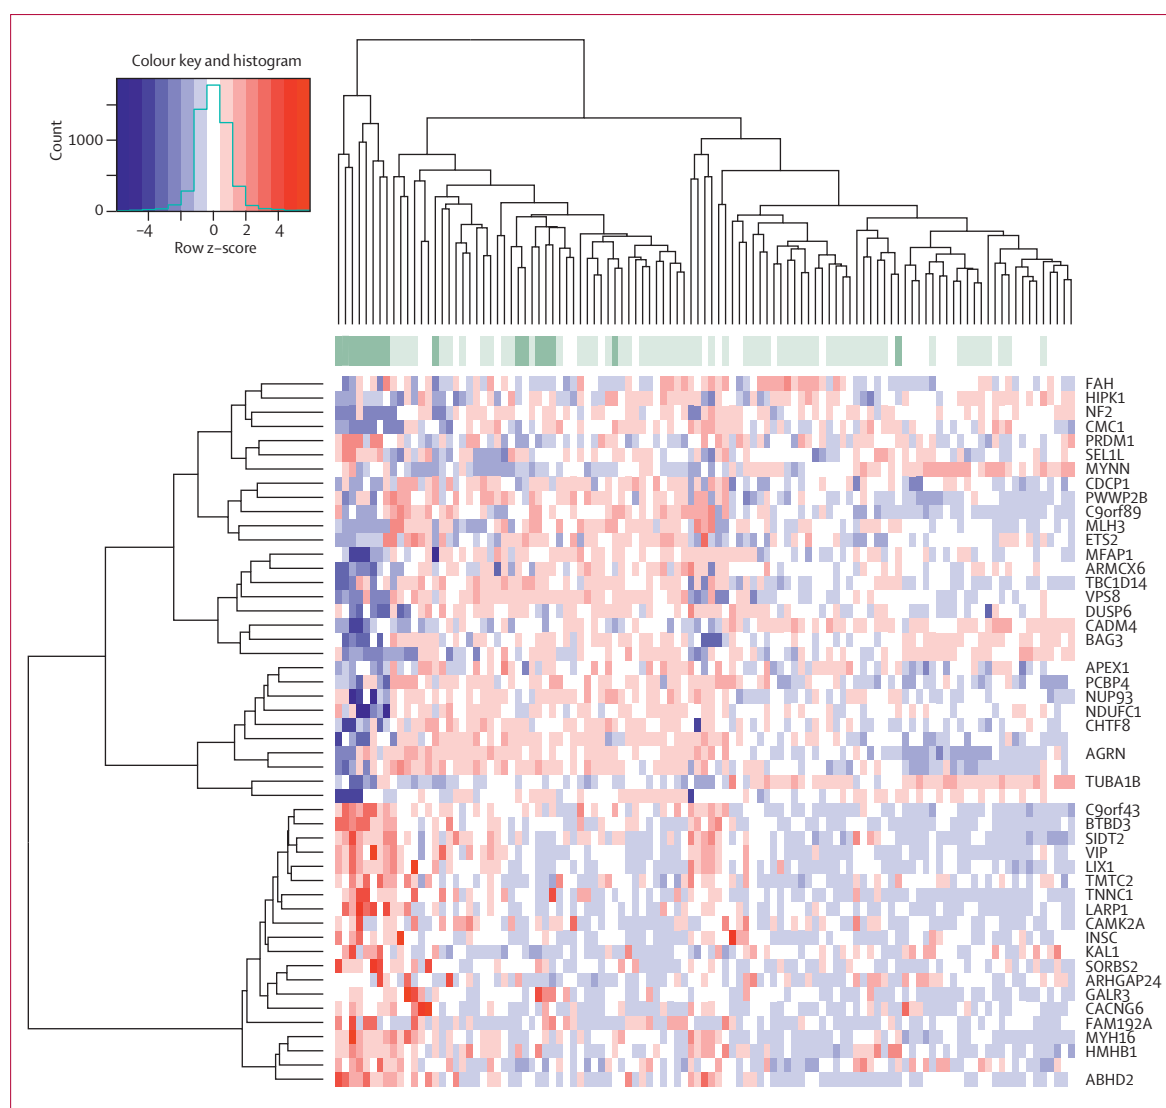 Colour key and histogram
Count
1000
0
−4
0
2
4
Row z−score
FAH
HIPK1
NF2
CMC1
PRDM1
SEL1L
MYNN
CDCP1
PWWP2B
C9orf89
MLH3
ETS2
MFAP1
ARMCX6
TBC1D14
VPS8
DUSP6
CADM4
BAG3
APEX1
PCBP4
NUP93
NDUFC1
CHTF8
AGRN
TUBA1B
C9orf43
BTBD3
SIDT2
VIP
LIX1
TMTC2
TNNC1
LARP1
CAMK2A
INSC
KAL1
SORBS2
ARHGAP24
GALR3
CACNG6
FAM192A
MYH16
HMHB1
ABHD2